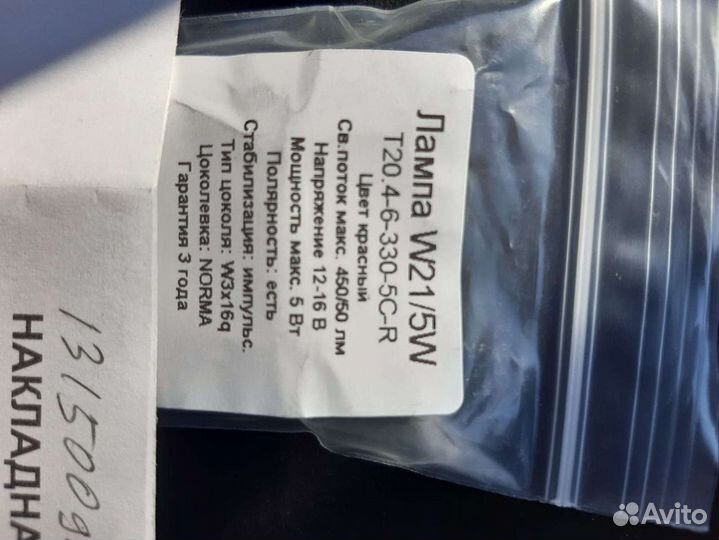 Лампа W21/5W
T20.4-6-330-5C-R
Цвет красный
Св.поток макс. 450/50 лм
Напряжение 12-16 В
Мощность макс. 5 Вт
Полярность: есть
Стабилизация: импульс.
Тип цоколя: W3x16q
Цоколевка: NORMA
Гарантия 3 года
НАКЛАДНА
Avito